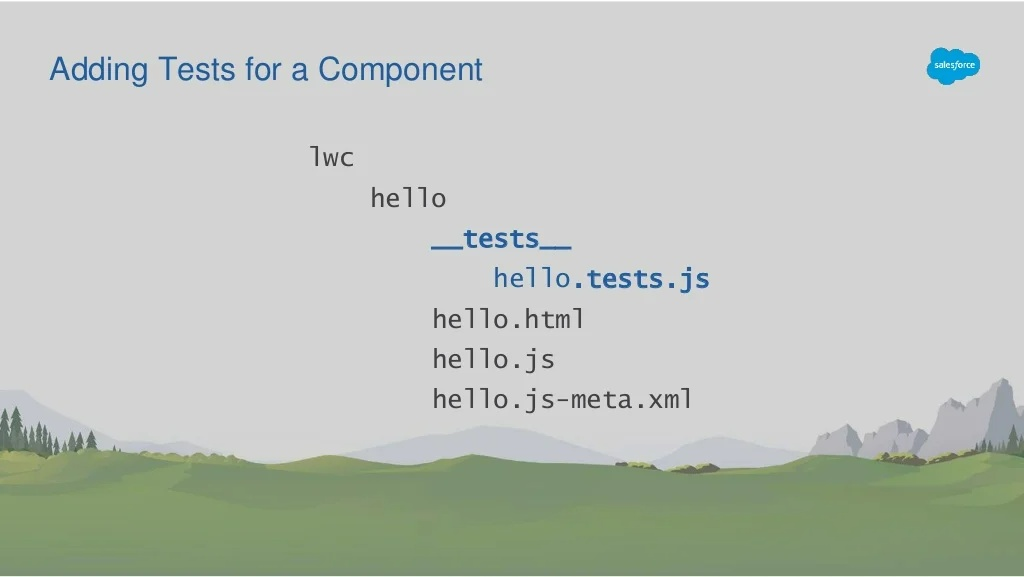 Adding Tests for a Component
salesforce
lwc
hello
__tests__
hello.tests.js
hello.html
hello.js
hello.js-meta.xml